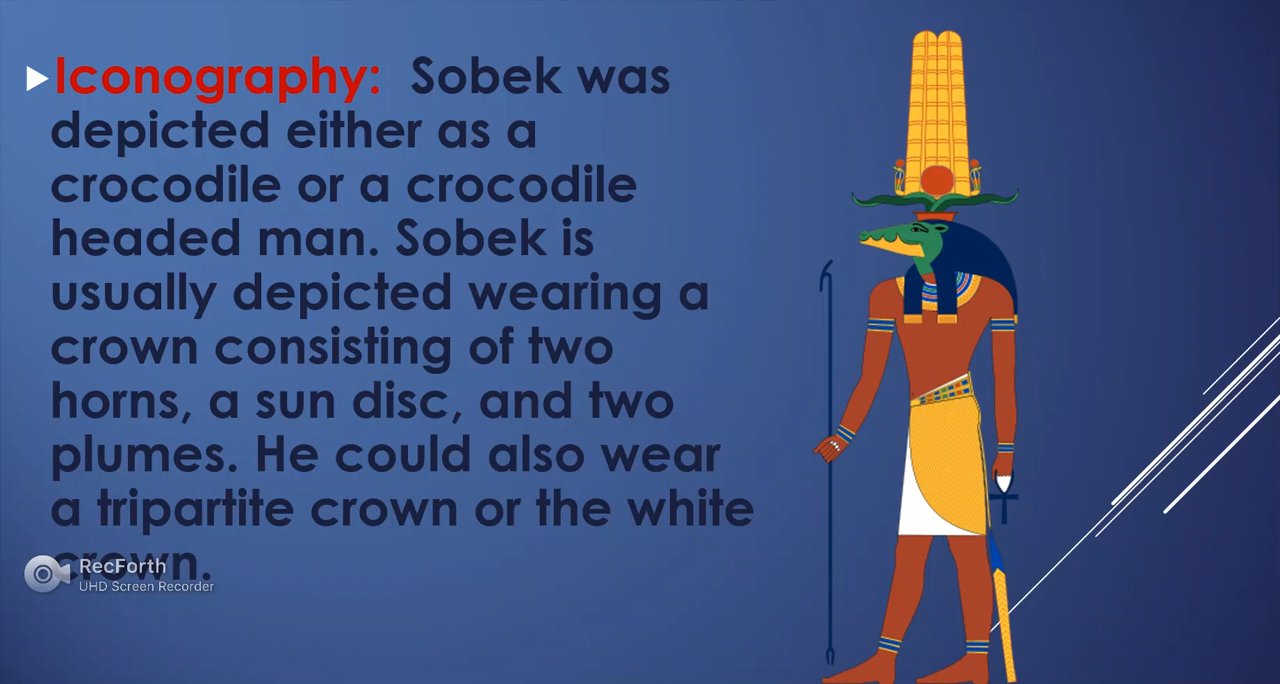 Iconography: Sobek was
depicted either as a
crocodile or a crocodile
headed man. Sobek is
usually depicted wearing a
crown consisting of two
horns, a sun disc, and two
plumes. He could also wear
a tripartite crown or the white
crown.
RecForth
UHD Screen Recorder